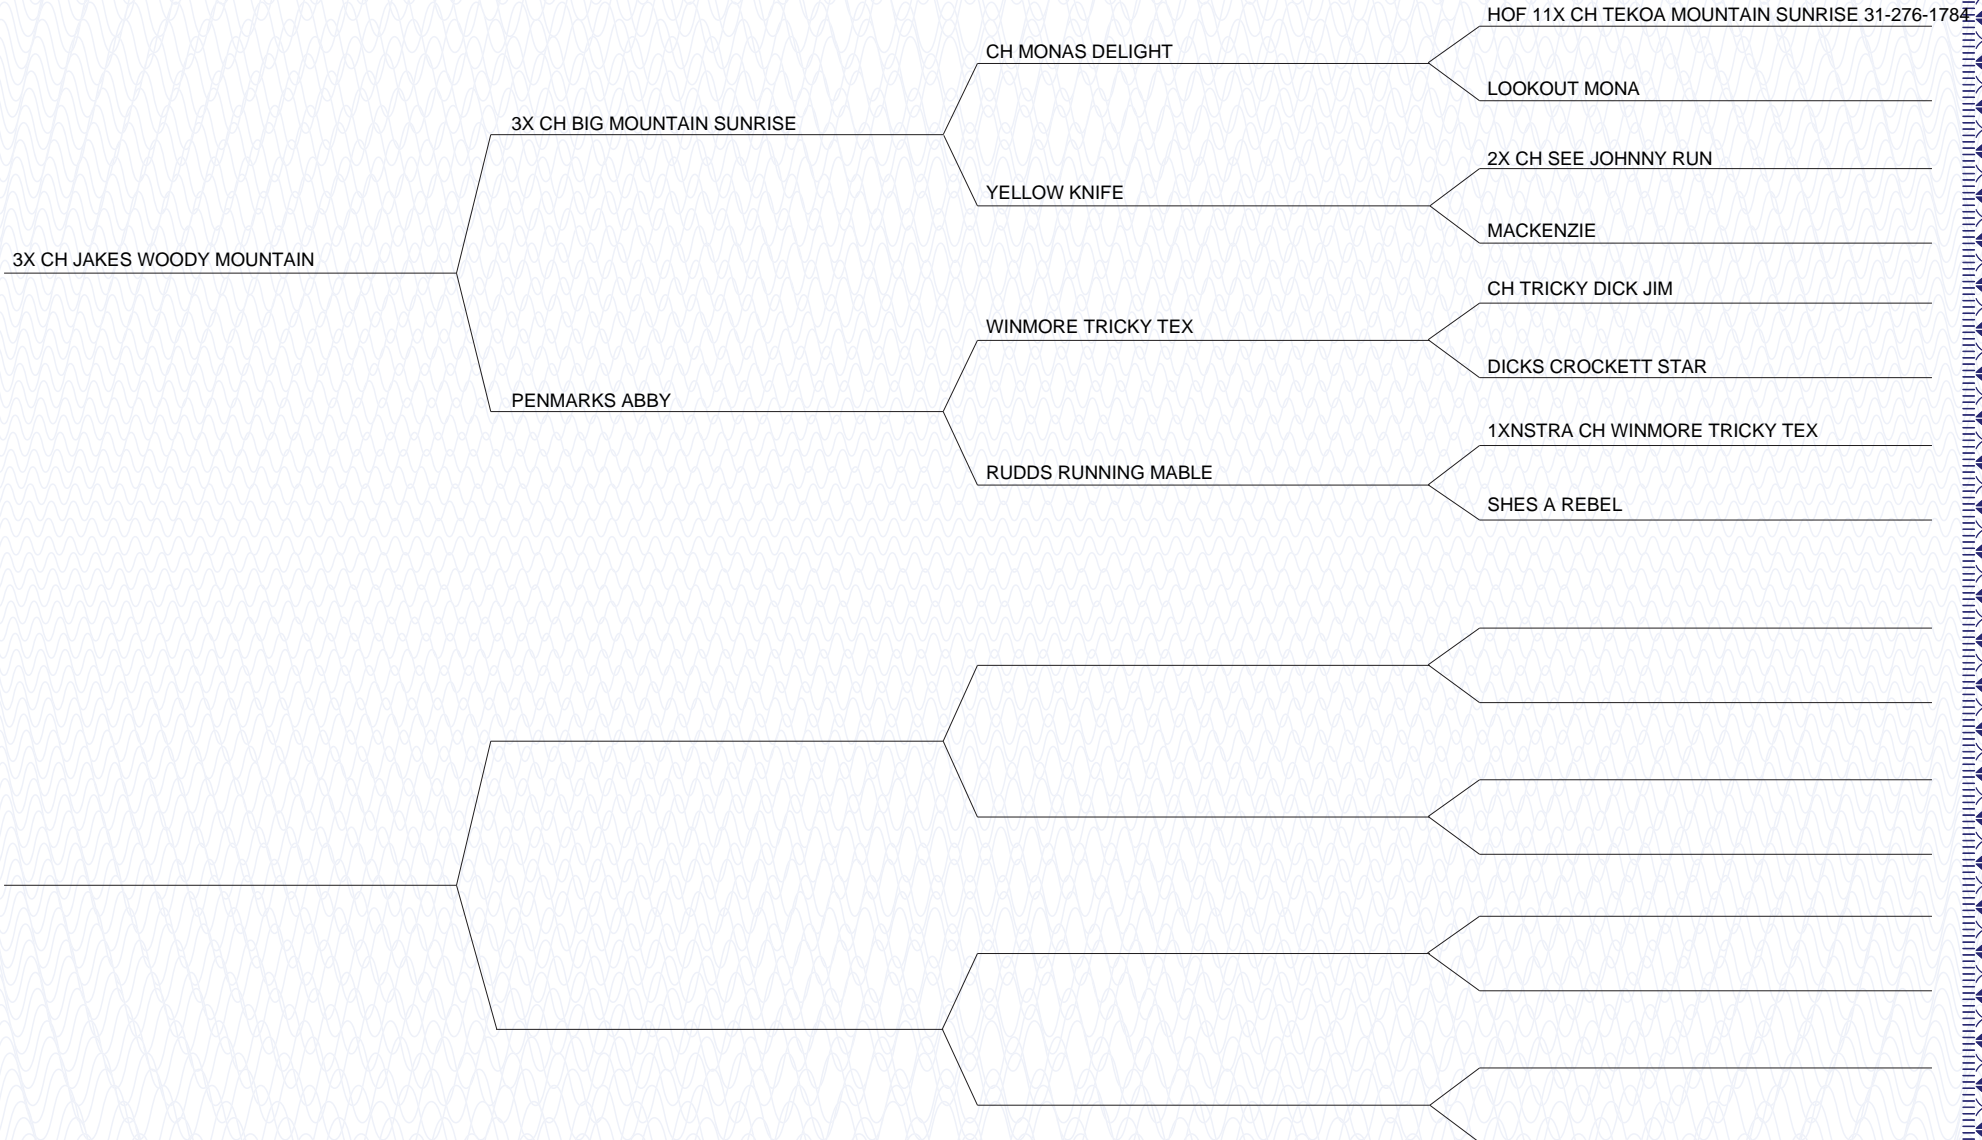 HOF 11X CH TEKOA MOUNTAIN SUNRISE 31-276-1784
CH MONAS DELIGHT
LOOKOUT MONA
3X CH BIG MOUNTAIN SUNRISE
2X CH SEE JOHNNY RUN
YELLOW KNIFE
MACKENZIE
3X CH JAKES WOODY MOUNTAIN
CH TRICKY DICK JIM
WINMORE TRICKY TEX
DICKS CROCKETT STAR
PENMARKS ABBY
1XNSTRA CH WINMORE TRICKY TEX
RUDDS RUNNING MABLE
SHES A REBEL